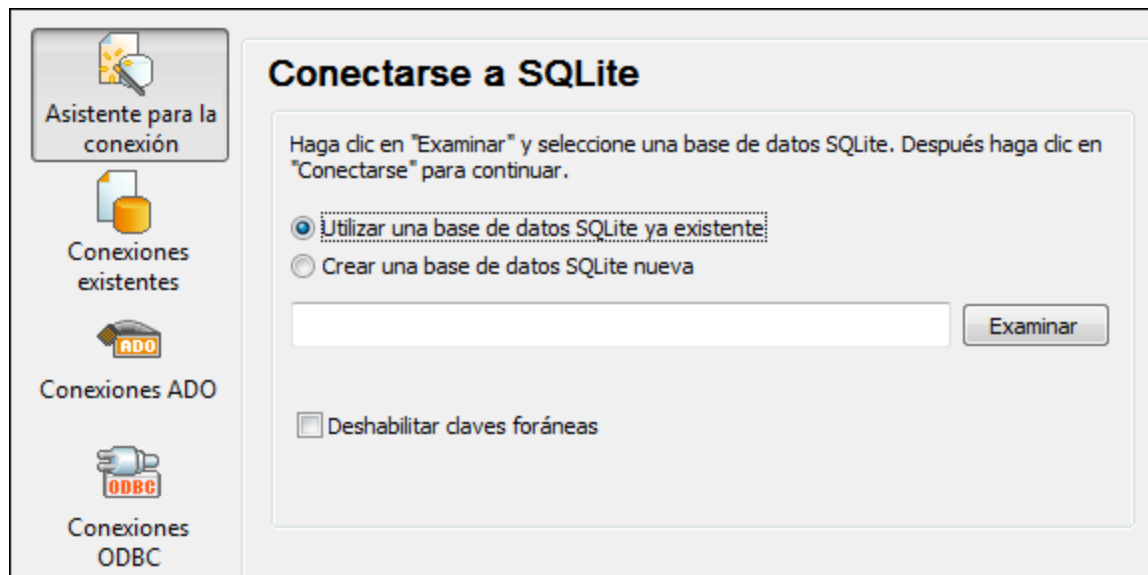 Asistente para la
conexión
Conexiones
existentes
ADO
Conexiones ADO
ODBC
Conexiones
ODBC
Conectarse a SQLite
Haga clic en "Examinar" y seleccione una base de datos SQLite. Después haga clic en
"Conectarse" para continuar.
Utilizar una base de datos SQLite ya existente
Crear una base de datos SQLite nueva
Examinar
Deshabilitar claves foráneas